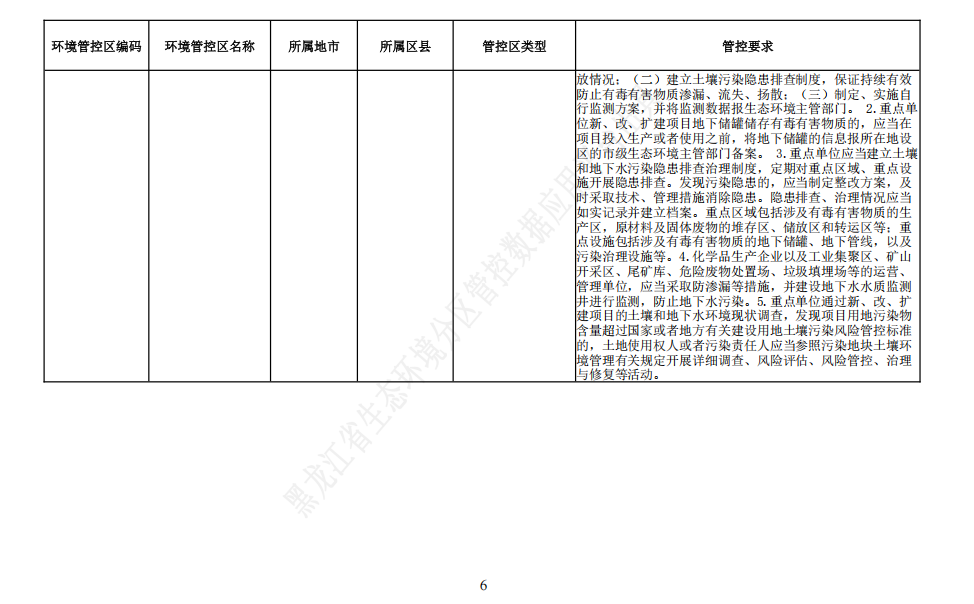 环境管控区编码 环境管控区名称 所属地市 所属区县 管控区类型 管控要求
放情况；（二）建立土壤污染隐患排查制度，保证持续有效
防止有毒有害物质渗漏、流失、扬散；（三）制定、实施自
行监测方案，并将监测数据报生态环境主管部门。 2.重点单
位新、改、扩建项目地下储罐储存有毒有害物质的，应当在
项目投入生产或者使用之前，将地下储罐的信息报所在地设
区的市级生态环境主管部门备案。 3.重点单位应当建立土壤
和地下水污染隐患排查治理制度，定期对重点区域、重点设
施开展隐患排查。发现污染隐患的，应当制定整改方案，及
时采取技术、管理措施消除隐患。隐患排查、治理情况应当
如实记录并建立档案。重点区域包括涉及有毒有害物质的生
产区，原材料及固体废物的堆存区、储放区和转运区等；重
点设施包括涉及有毒有害物质的地下储罐、地下管线，以及
污染治理设施等。4.化学品生产企业以及工业集聚区、矿山
开采区、尾矿库、危险废物处置场、垃圾填埋场等的运营、
管理单位，应当采取防渗漏等措施，并建设地下水水质监测
井进行监测，防止地下水污染。5.重点单位通过新、改、扩
建项目的土壤和地下水环境现状调查，发现项目用地污染物
含量超过国家或者地方有关建设用地土壤污染风险管控标准
的，土地使用权人或者污染责任人应当参照污染地块土壤环
境管理有关规定开展详细调查、风险评估、风险管控、治理
与修复等活动。
黑龙江省生态环境分区管控数据应用
6